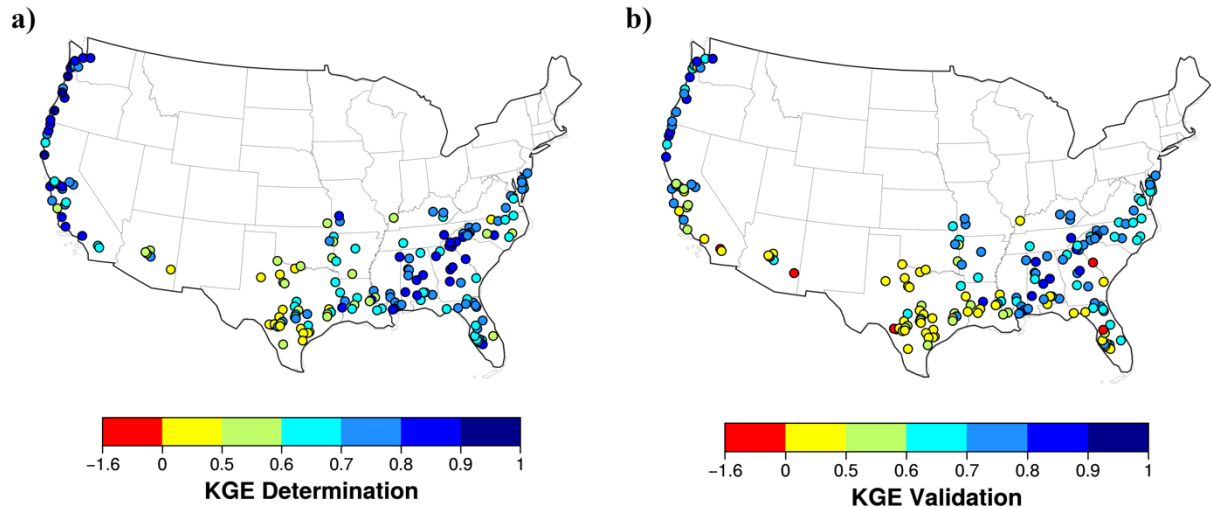 a)
b)
−1.6 0 0.5 0.6 0.7 0.8 0.9 1
KGE Determination
−1.6 0 0.5 0.6 0.7 0.8 0.9 1
KGE Validation